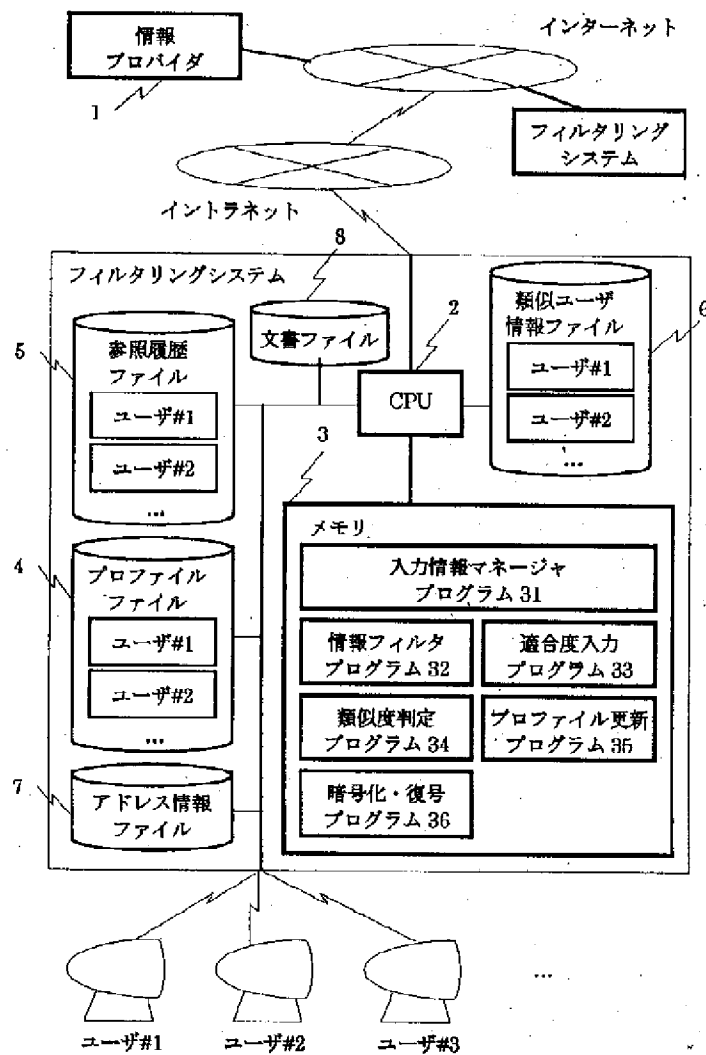 インターネット
情報
プロバイダ
1
フィルタリング
システム
イントラネット
8
フィルタリングシステム
2
6
文書ファイル
類似ユーザ
情報ファイル
ユーザ#1
ユーザ#2
...
5
参照履歴
ファイル
ユーザ#1
ユーザ#2
...
CPU
3
メモリ
入力情報マネージャ
プログラム 31
情報フィルタ
プログラム 32
適合度入力
プログラム 33
類似度判定
プログラム 34
プロファイル更新
プログラム 35
暗号化・復号
プログラム 36
4
プロファイル
ファイル
ユーザ#1
ユーザ#2
...
7
アドレス情報
ファイル
...
ユーザ#1
ユーザ#2
ユーザ#3